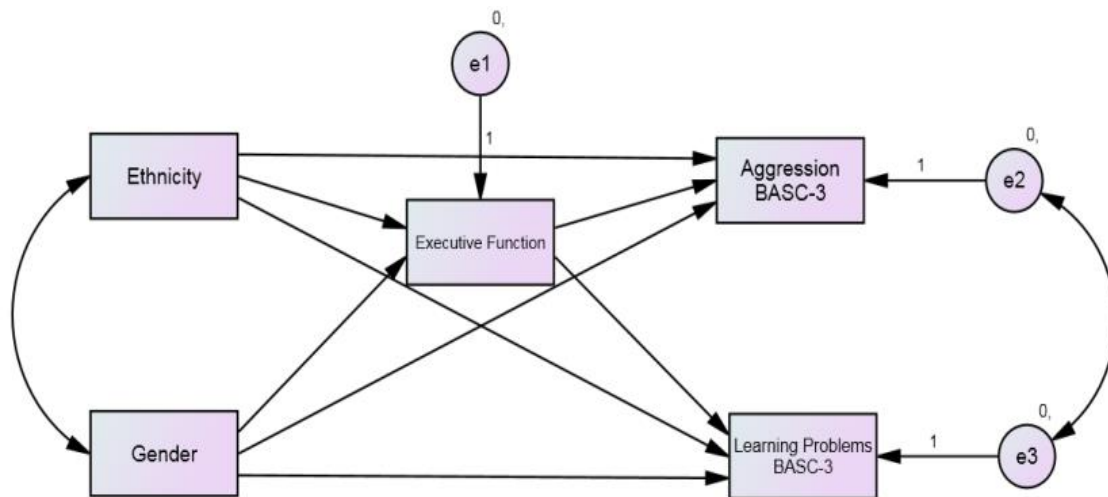 0,
e1
1
Ethnicity
Aggression
BASC-3
1
0,
e2
Executive Function
Gender
Learning Problems
BASC-3
1
0,
e3